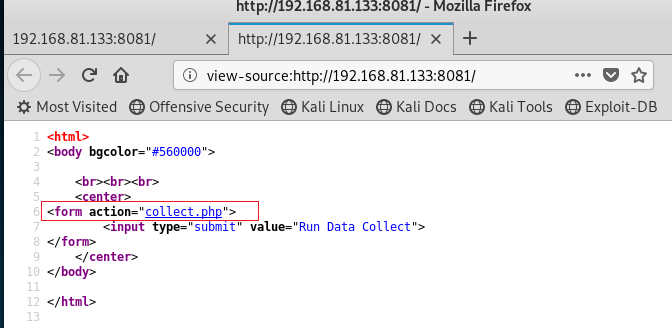 http://192.168.81.133:8081/ - Mozilla Firefox
192.168.81.133:8081/ × http://192.168.81.133:8081/ × +
view-source:http://192.168.81.133:8081/
Most Visited Offensive Security Kali Linux Kali Docs Kali Tools Exploit-DB
1 <html>
2 <body bgcolor="#560000">
3
4 <br><br><br>
5 <center>
6 <form action="collect.php">
7 <input type="submit" value="Run Data Collect">
8 </form>
9 </center>
10 </body>
11
12 </html>
13